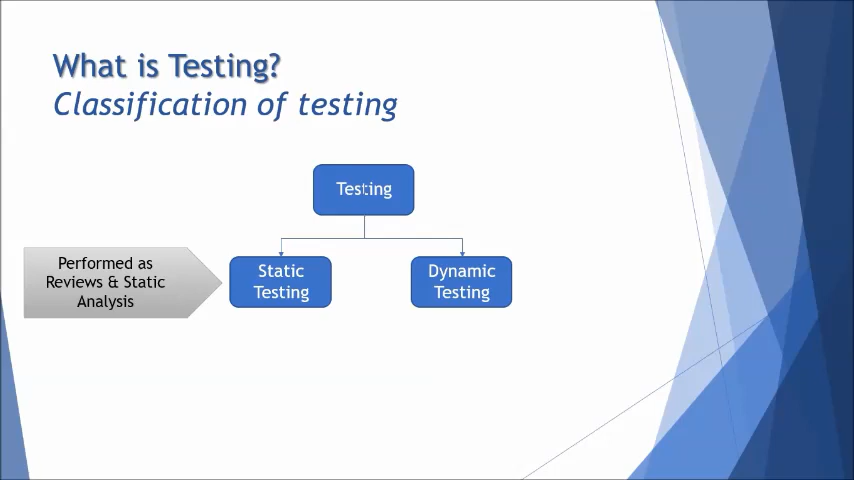 What is Testing?
Classification of testing
Testing
Performed as
Reviews & Static
Analysis
Static
Testing
Dynamic
Testing